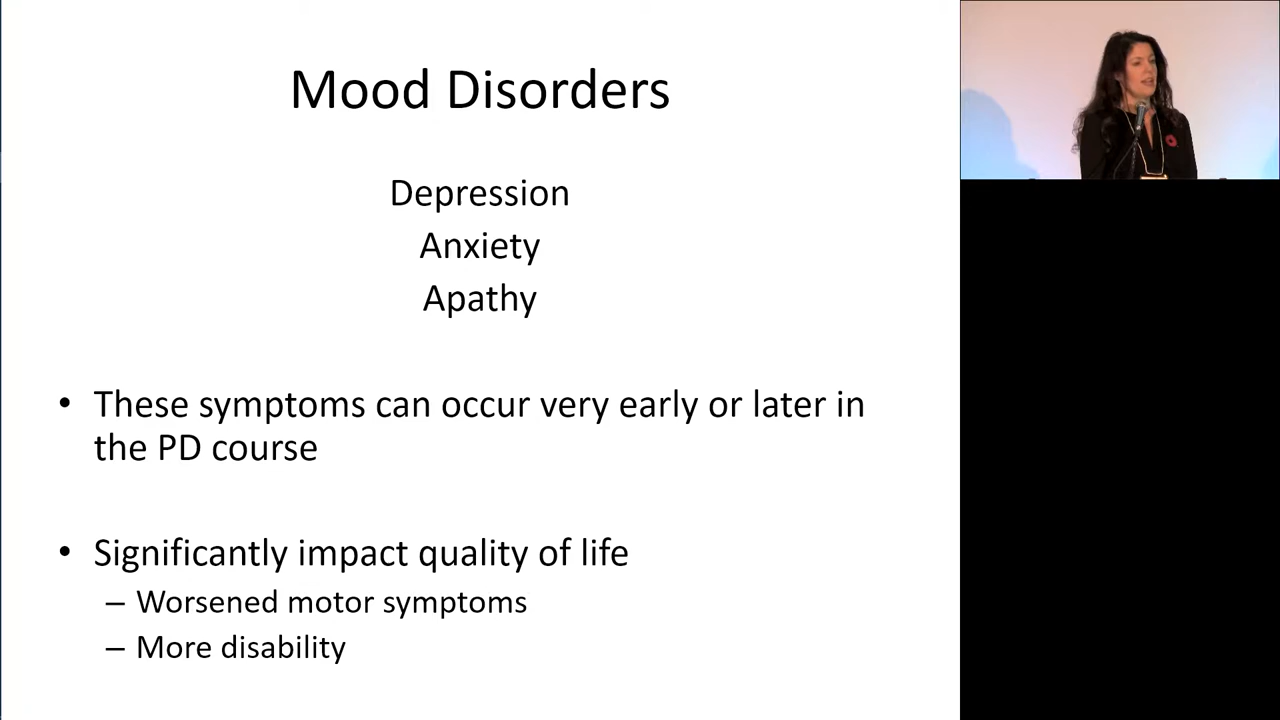 Mood Disorders
Depression
Anxiety
Apathy
• These symptoms can occur very early or later in
the PD course
• Significantly impact quality of life
– Worsened motor symptoms
– More disability